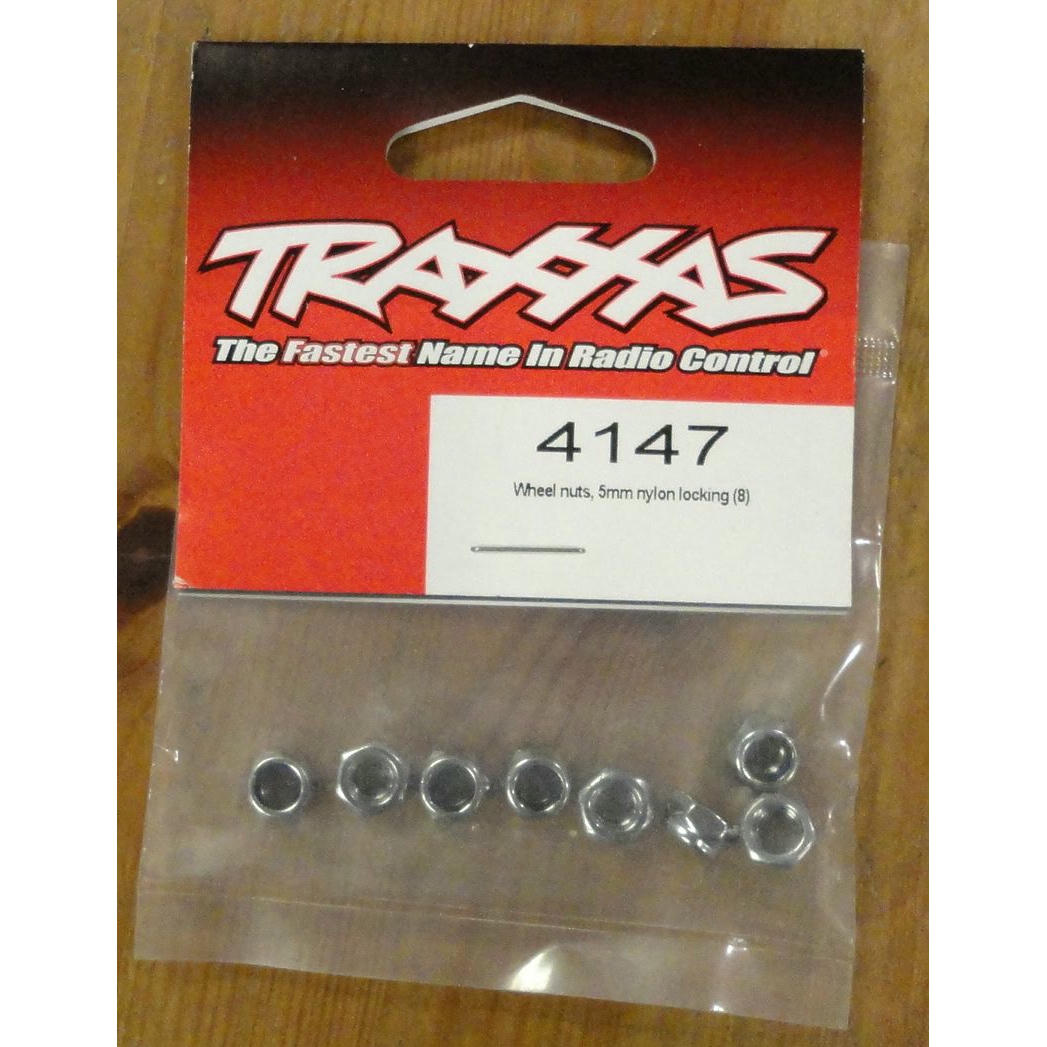 TRAXXAS
The Fastest Name In Radio Control®
4147
Wheel nuts, 5mm nylon locking (8)